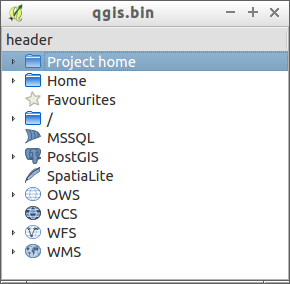 qgis.bin
header
Project home
Home
Favourites
/
MSSQL
PostGIS
SpatiaLite
OWS
WCS
WFS
WMS